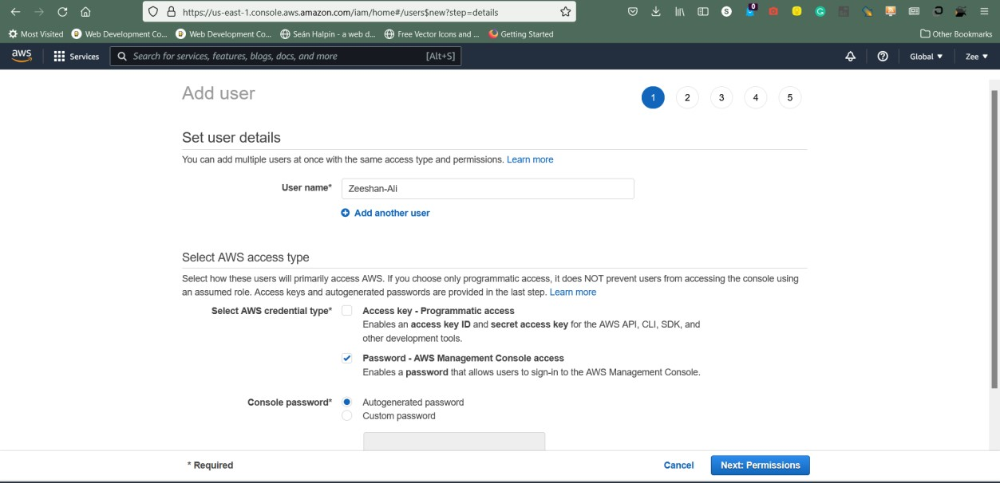 https://us-east-1.console.aws.amazon.com/iam/home#/users$new?step=details
0
Most Visited Web Development Co... Web Development Co... Seán Halpin - a web d... Free Vector Icons and ... Getting Started Other Bookmarks
aws Services Search for services, features, blogs, docs, and more [Alt+S] Global ▼ Zee ▼
Add user 1 2 3 4 5
Set user details
You can add multiple users at once with the same access type and permissions. Learn more
User name* Zeeshan-Ali
Add another user
Select AWS access type
Select how these users will primarily access AWS. If you choose only programmatic access, it does NOT prevent users from accessing the console using
an assumed role. Access keys and autogenerated passwords are provided in the last step. Learn more
Select AWS credential type* Access key - Programmatic access
Enables an access key ID and secret access key for the AWS API, CLI, SDK, and
other development tools.
Password - AWS Management Console access
Enables a password that allows users to sign-in to the AWS Management Console.
Console password* Autogenerated password
Custom password
* Required Cancel Next: Permissions